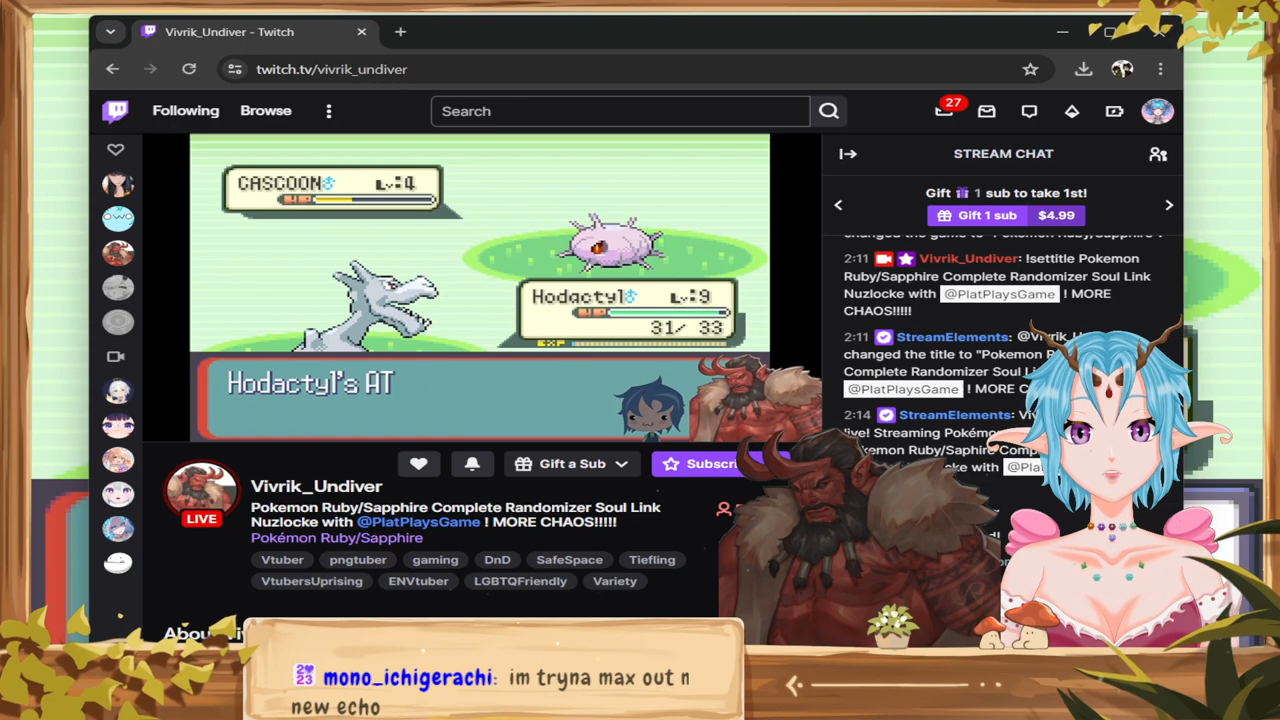 Vivrik_Undiver - Twitch
twitch.tv/vivrik_undiver
Following
Browse
Search
27
CASCOON♂ Lv:4
Hodactyl♂ Lv:9
31/ 33
EXP
Hodactyl's AT
STREAM CHAT
Gift 1 sub to take 1st!
Gift 1 sub $4.99
2:11 Vivrik_Undiver: !settitle Pokemon
Ruby/Sapphire Complete Randomizer Soul Link
Nuzlocke with @PlatPlaysGame ! MORE
CHAOS!!!!!
2:11 StreamElements:
changed the title to "Pokemon
Complete Randomizer Soul
@PlatPlaysGame ! MORE
2:14 StreamElements:
live! Streaming
with
Gift a Sub
LIVE
Vivrik_Undiver
Pokemon Ruby/Sapphire Complete Randomizer Soul Link
Nuzlocke with @PlatPlaysGame ! MORE CHAOS!!!!!
Pokémon Ruby/Sapphire
Vtuber pngtuber gaming DnD SafeSpace Tiefling
VtubersUprising ENVtuber LGBTQFriendly Variety
23 mono_ichigerachi: im tryna max out n
new echo